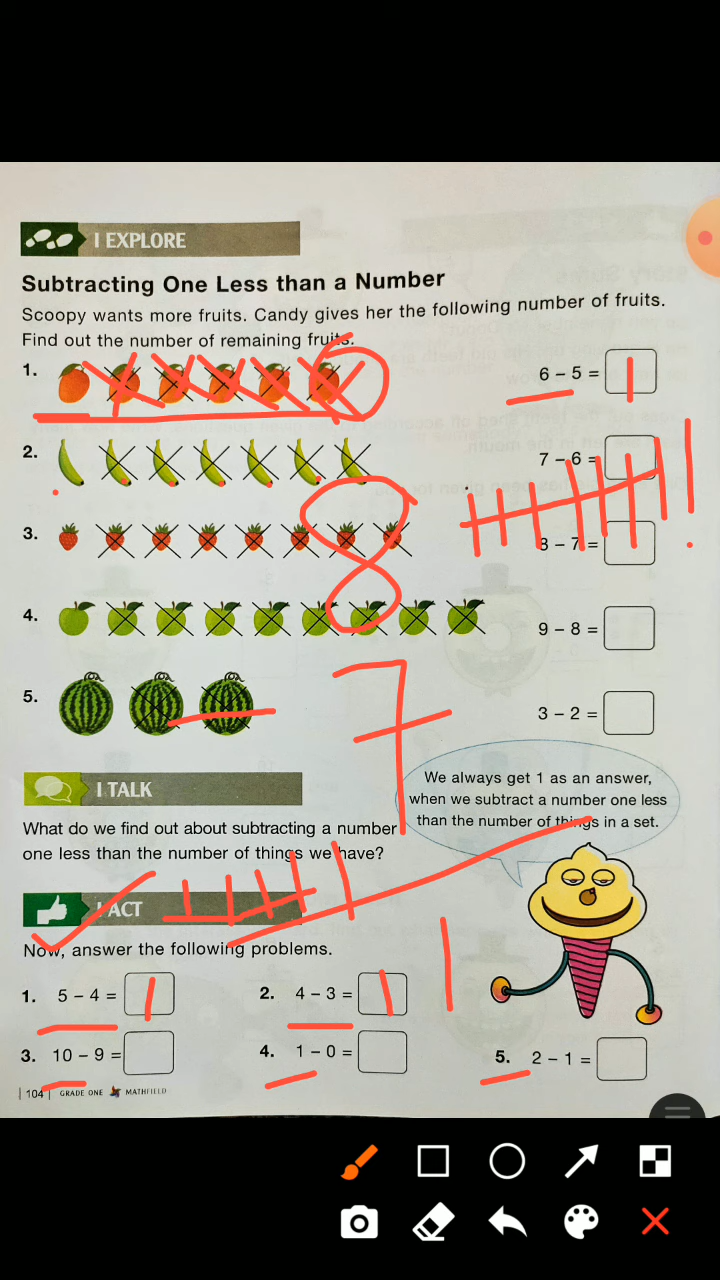 I EXPLORE
Subtracting One Less than a Number
Scoopy wants more fruits. Candy gives her the following number of fruits.
Find out the number of remaining fruits.
1. 6 – 5 = 1
2. 7 – 6 =
3. 8 – 7 =
8
4. 9 – 8 =
5. 3 – 2 =
7
I TALK
We always get 1 as an answer,
when we subtract a number one less
than the number of things in a set.
What do we find out about subtracting a number
one less than the number of things we have?
I ACT
Now, answer the following problems.
1. 5 – 4 = 1 2. 4 – 3 = 1
3. 10 – 9 = 4. 1 – 0 = 5. 2 – 1 =
104 GRADE ONE MATHFIELD